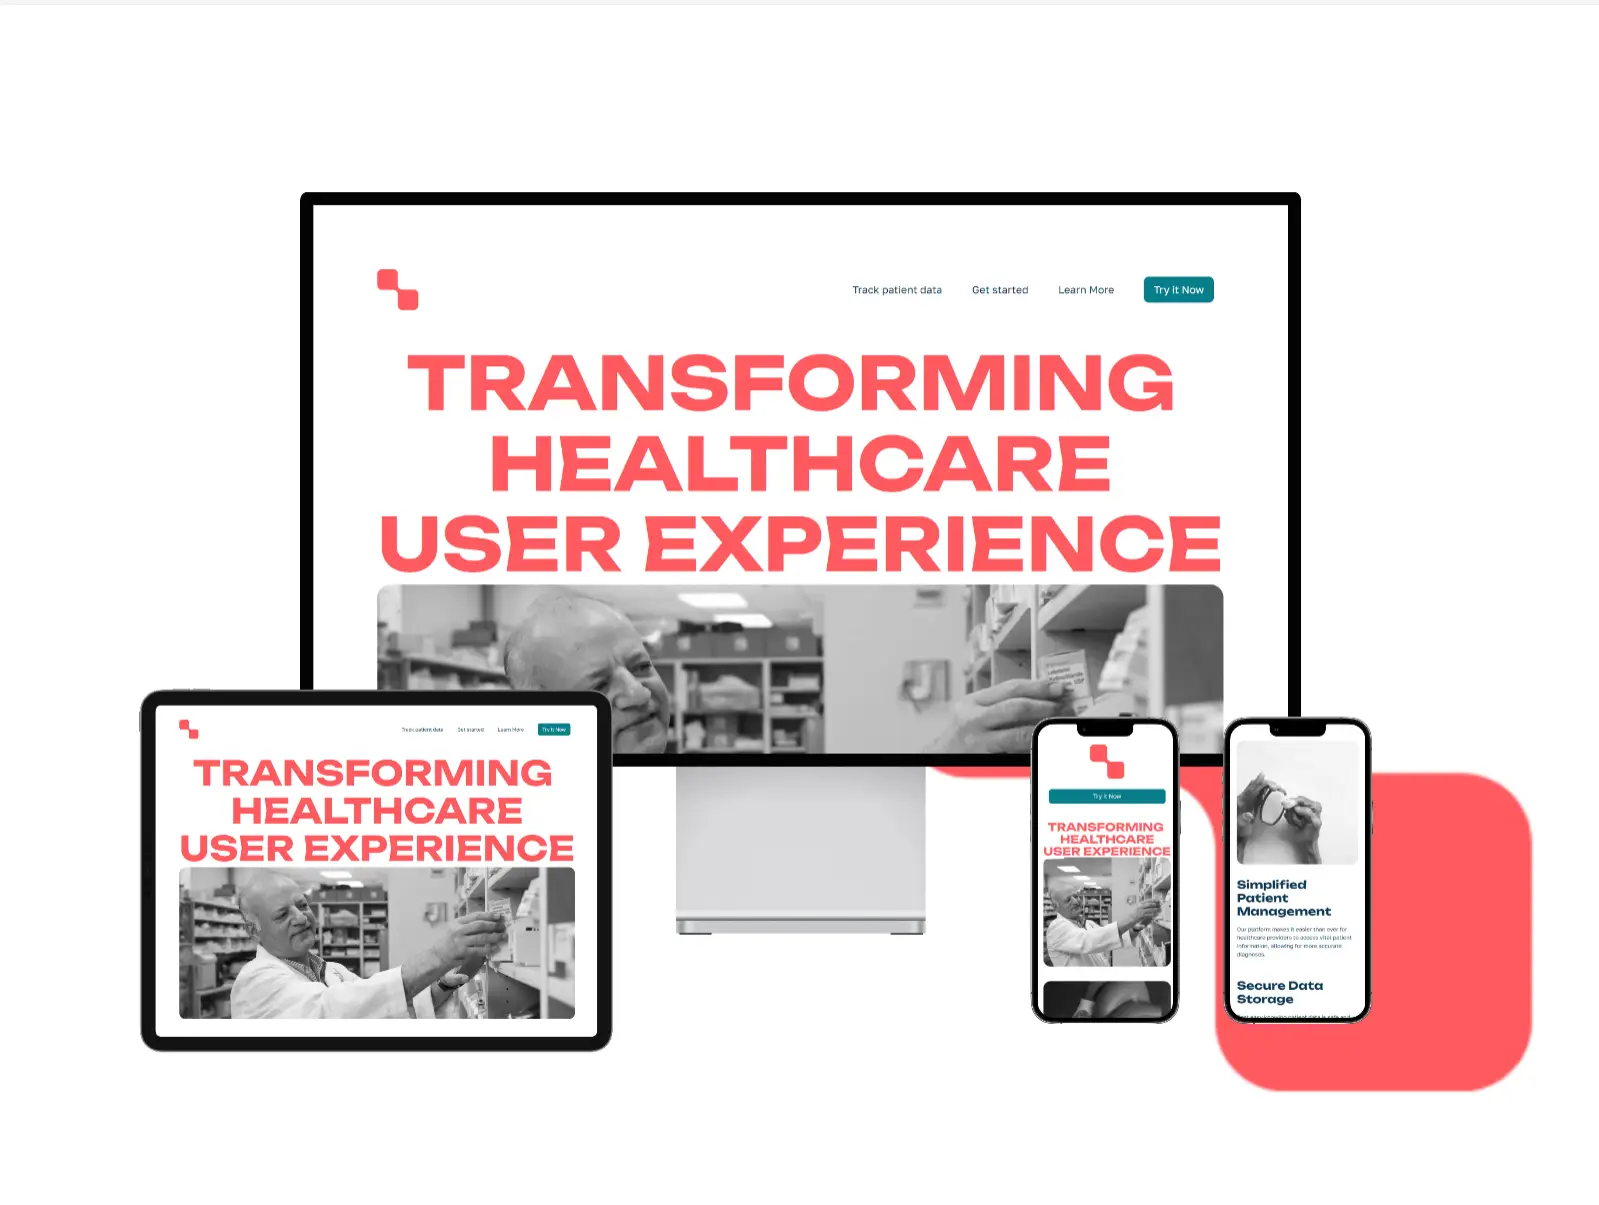 Track patient data Get started Learn More Try It Now
TRANSFORMING
HEALTHCARE
USER EXPERIENCE
Track patient data Get started Learn More Try It Now
TRANSFORMING
HEALTHCARE
USER EXPERIENCE
Try It Now
TRANSFORMING
HEALTHCARE
USER EXPERIENCE
Simplified
Patient
Management
Our platform makes it easier than ever for
healthcare providers to access vital patient
information, allowing for more accurate
diagnoses.
Secure Data
Storage